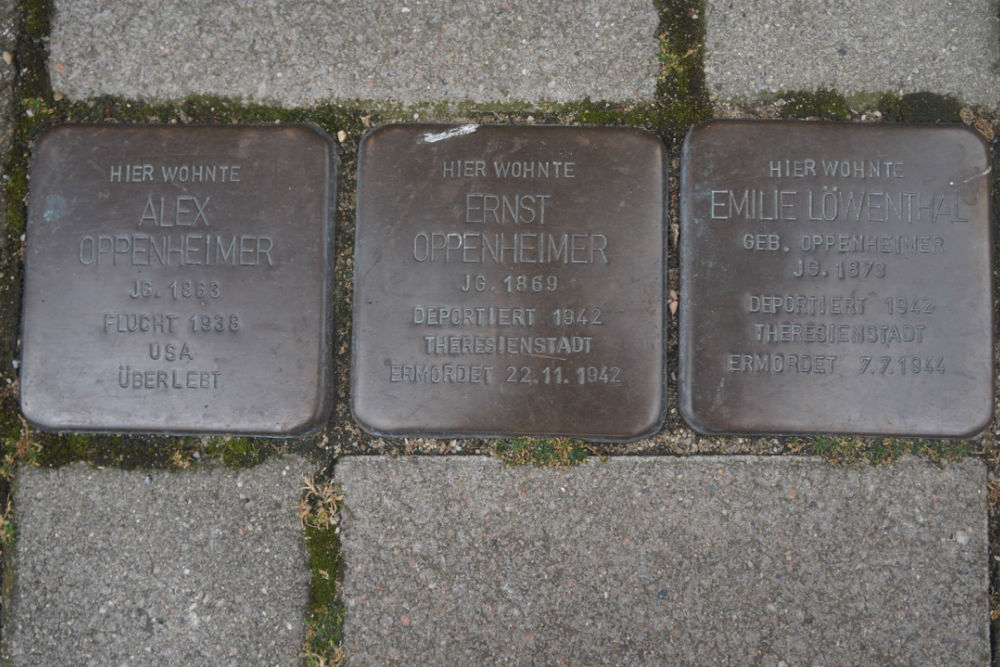 HIER WOHNTE
ALEX
OPPENHEIMER
JG. 1863
FLUCHT 1938
USA
ÜBERLEBT
HIER WOHNTE
ERNST
OPPENHEIMER
JG. 1869
DEPORTIERT 1942
THERESIENSTADT
ERMORDET 22.11.1942
HIER WOHNTE
EMILIE LÖWENTHAL
GEB. OPPENHEIMER
JG. 1873
DEPORTIERT 1942
THERESIENSTADT
ERMORDET 7.7.1944